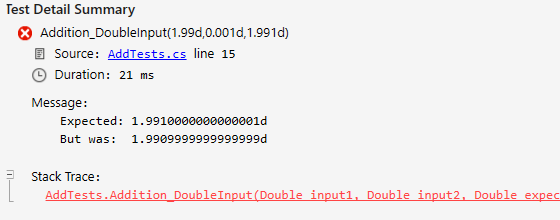 Test Detail Summary
Addition_DoubleInput(1.99d,0.001d,1.991d)
Source: AddTests.cs line 15
Duration: 21 ms
Message:
Expected: 1.9910000000000001d
But was: 1.9909999999999999d
Stack Trace:
AddTests.Addition_DoubleInput(Double input1, Double input2, Double expec